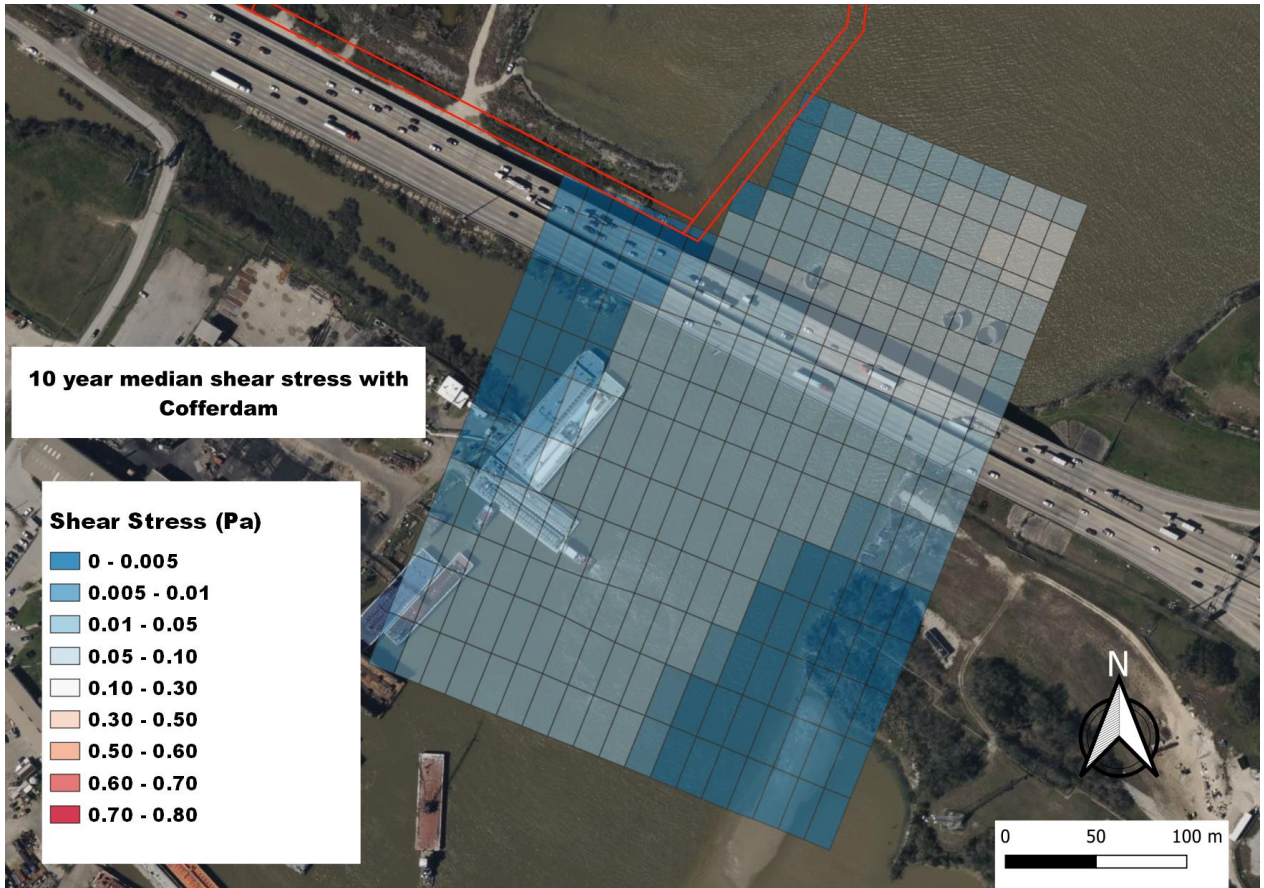 10 year median shear stress with
Cofferdam
Shear Stress (Pa)
0 - 0.005
0.005 - 0.01
0.01 - 0.05
0.05 - 0.10
0.10 - 0.30
0.30 - 0.50
0.50 - 0.60
0.60 - 0.70
0.70 - 0.80
N
0 50 100 m